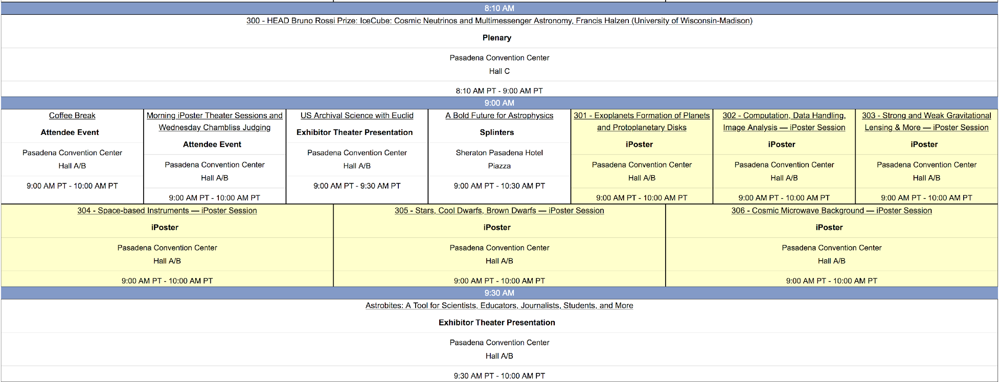 8:10 AM
300 - HEAD Bruno Rossi Prize: IceCube: Cosmic Neutrinos and Multimessenger Astronomy, Francis Halzen (University of Wisconsin-Madison)
Plenary
Pasadena Convention Center
Hall C
8:10 AM PT - 9:00 AM PT
9:00 AM
Coffee Break
Attendee Event
Pasadena Convention Center
Hall A/B
9:00 AM PT - 10:00 AM PT
Morning iPoster Theater Sessions and
Wednesday Chambliss Judging
Attendee Event
Pasadena Convention Center
Hall A/B
9:00 AM PT - 10:00 AM PT
US Archival Science with Euclid
Exhibitor Theater Presentation
Pasadena Convention Center
Hall A/B
9:00 AM PT - 9:30 AM PT
A Bold Future for Astrophysics
Splinters
Sheraton Pasadena Hotel
Piazza
9:00 AM PT - 10:30 AM PT
301 - Exoplanets Formation of Planets
and Protoplanetary Disks
iPoster
Pasadena Convention Center
Hall A/B
9:00 AM PT - 10:00 AM PT
302 - Computation, Data Handling,
Image Analysis — iPoster Session
iPoster
Pasadena Convention Center
Hall A/B
9:00 AM PT - 10:00 AM PT
303 - Strong and Weak Gravitational
Lensing & More — iPoster Session
iPoster
Pasadena Convention Center
Hall A/B
9:00 AM PT - 10:00 AM PT
304 - Space-based Instruments — iPoster Session
iPoster
Pasadena Convention Center
Hall A/B
9:00 AM PT - 10:00 AM PT
305 - Stars, Cool Dwarfs, Brown Dwarfs — iPoster Session
iPoster
Pasadena Convention Center
Hall A/B
9:00 AM PT - 10:00 AM PT
306 - Cosmic Microwave Background — iPoster Session
iPoster
Pasadena Convention Center
Hall A/B
9:00 AM PT - 10:00 AM PT
9:30 AM
Astrobites: A Tool for Scientists, Educators, Journalists, Students, and More
Exhibitor Theater Presentation
Pasadena Convention Center
Hall A/B
9:30 AM PT - 10:00 AM PT